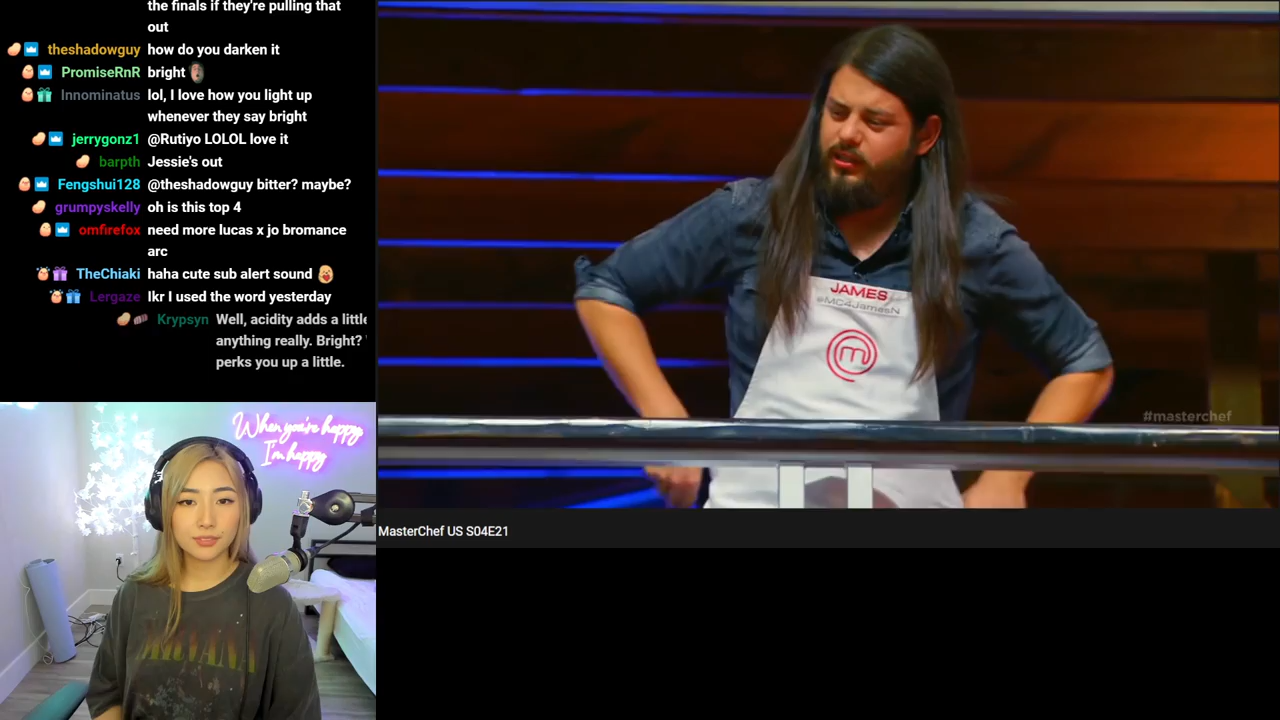 the finals if they're pulling that
out
theshadowguy how do you darken it
PromiseRnR bright
Innominatus lol, I love how you light up
whenever they say bright
jerrygonz1 @Rutiyo LOLOL love it
barpth Jessie's out
Fengshui128 @theshadowguy bitter? maybe?
grumpyskelly oh is this top 4
omfirefox need more lucas x jo bromance
arc
TheChiaki haha cute sub alert sound
Lergaze Ikr I used the word yesterday
Krypsyn Well, acidity adds a little
anything really. Bright?
perks you up a little.
When you're happy
I'm happy
NIRVANA
JAMES
@MC4JamesN
m
#masterchef
MasterChef US S04E21